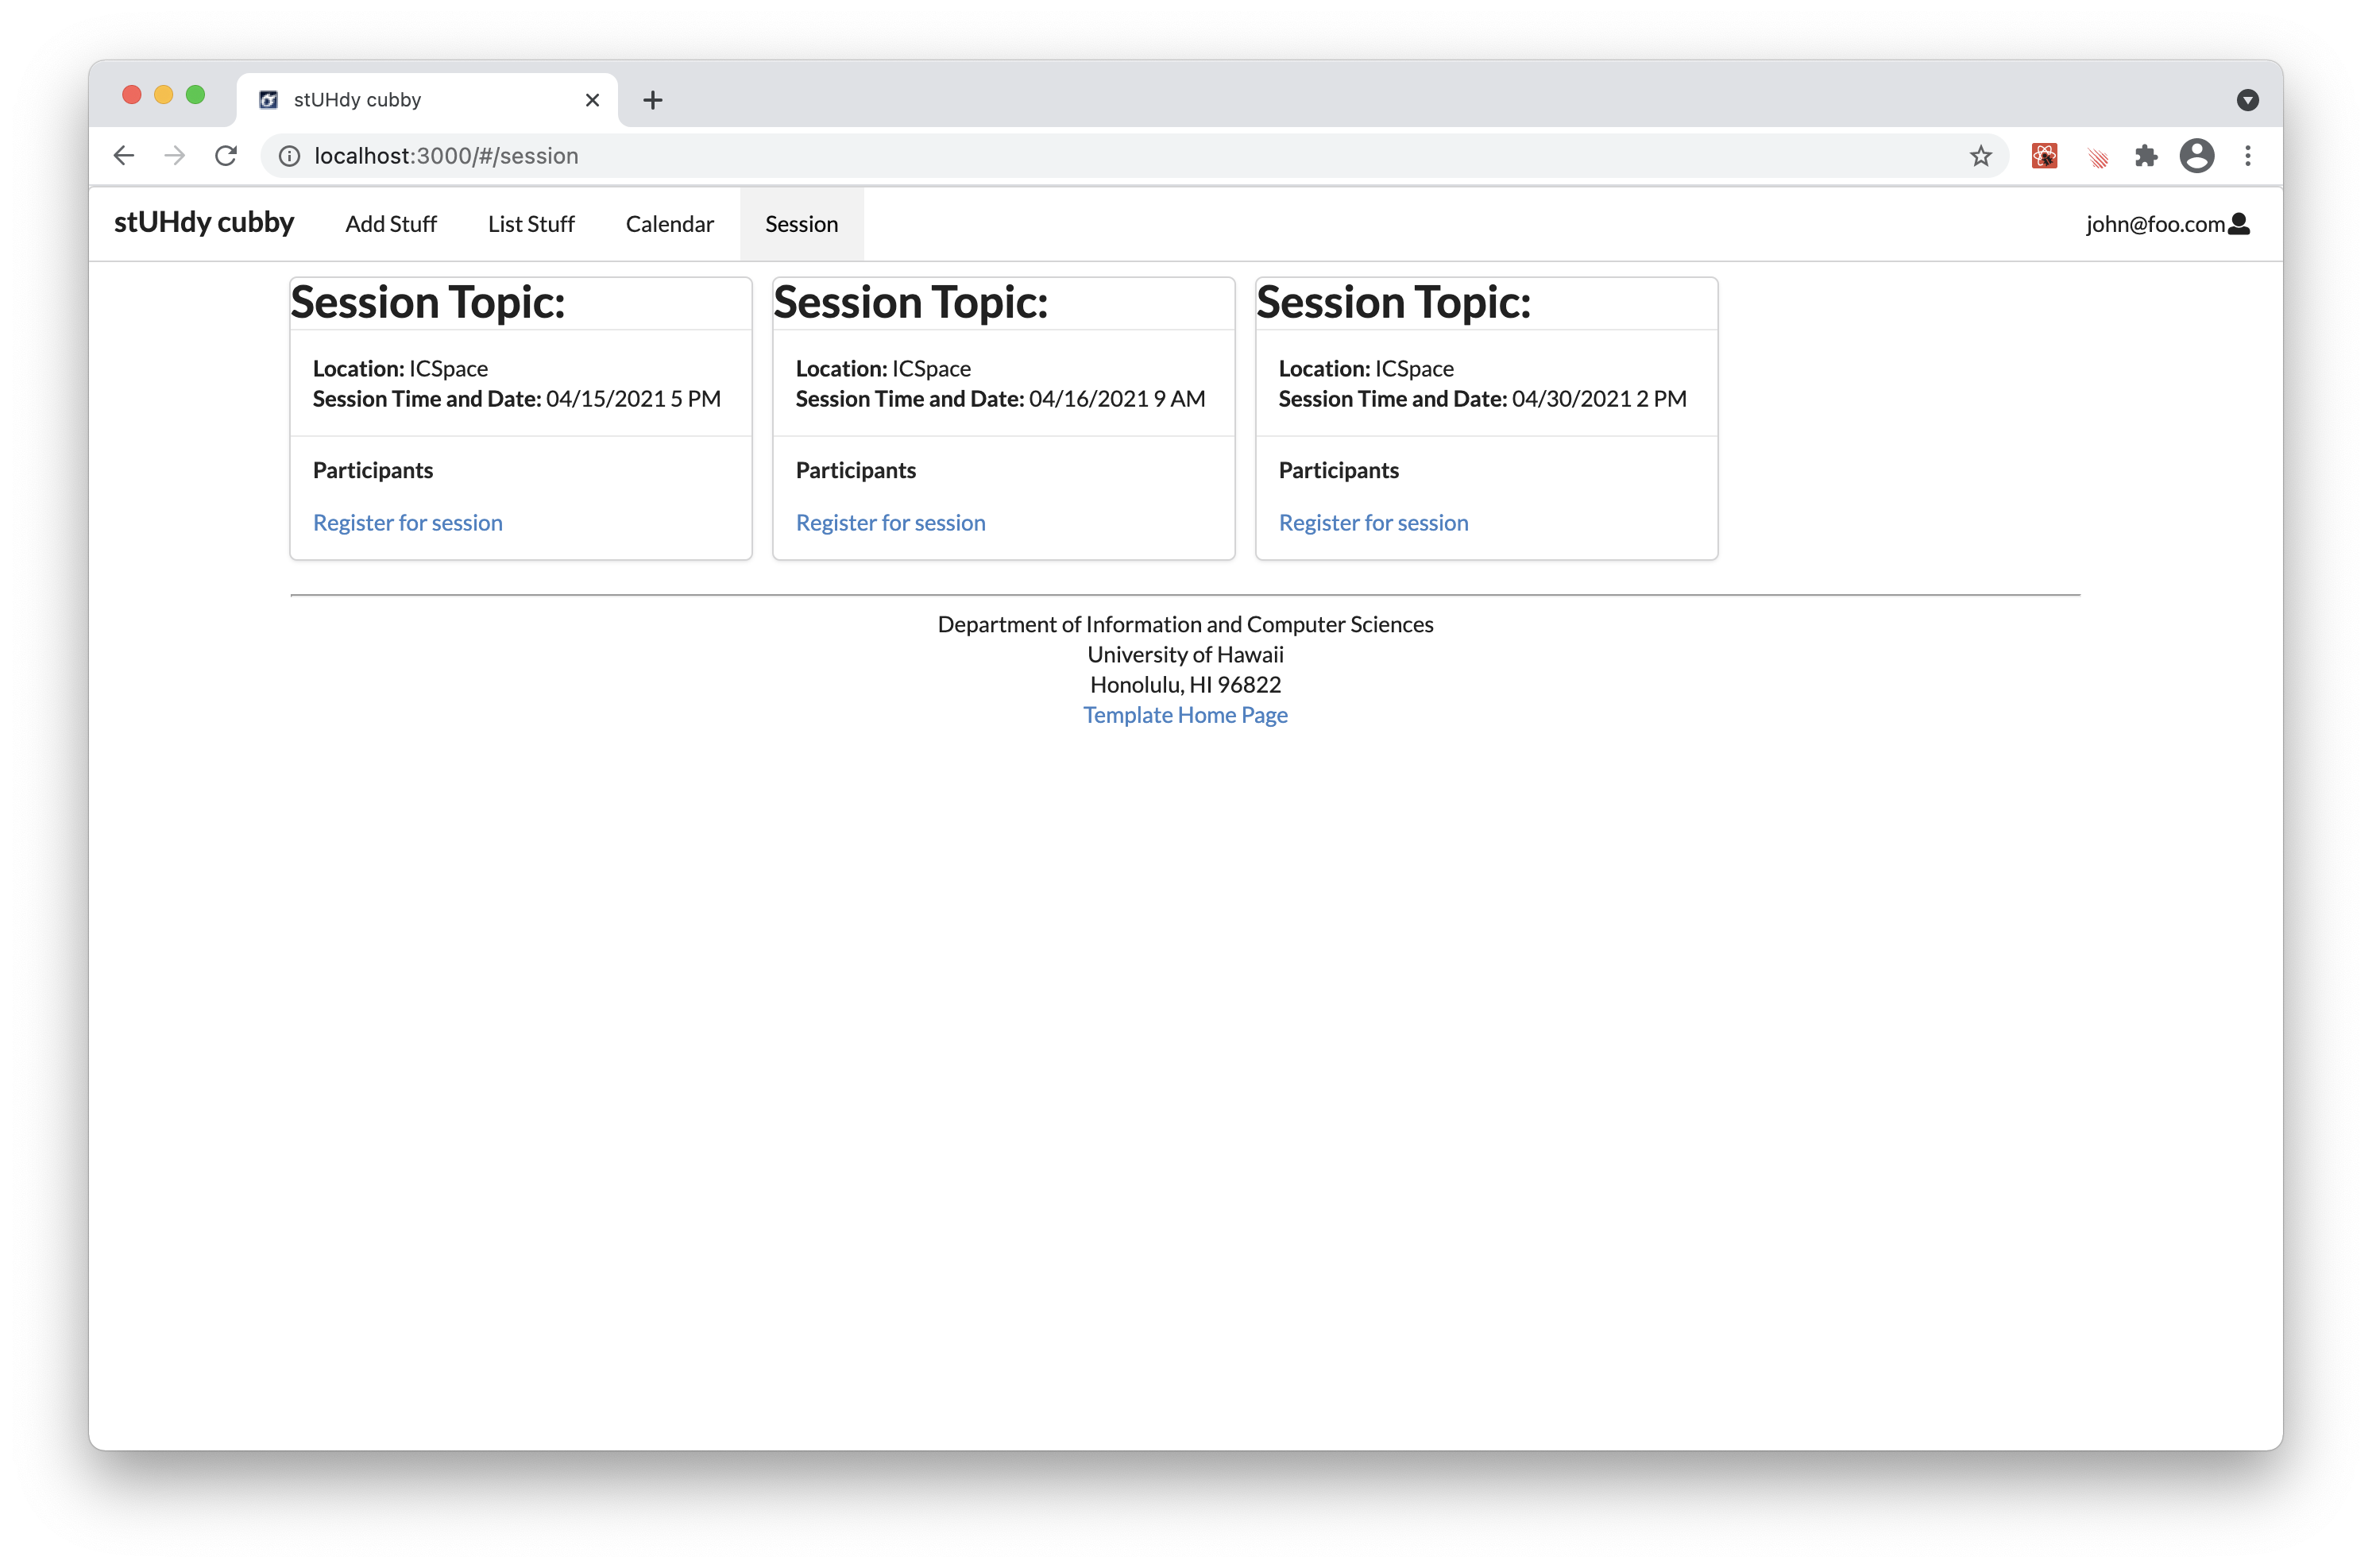 stUHdy cubby
localhost:3000/#/session
stUHdy cubby Add Stuff List Stuff Calendar Session john@foo.com
Session Topic:
Location: ICSpace
Session Time and Date: 04/15/2021 5 PM
Participants
Register for session
Session Topic:
Location: ICSpace
Session Time and Date: 04/16/2021 9 AM
Participants
Register for session
Session Topic:
Location: ICSpace
Session Time and Date: 04/30/2021 2 PM
Participants
Register for session
Department of Information and Computer Sciences
University of Hawaii
Honolulu, HI 96822
Template Home Page